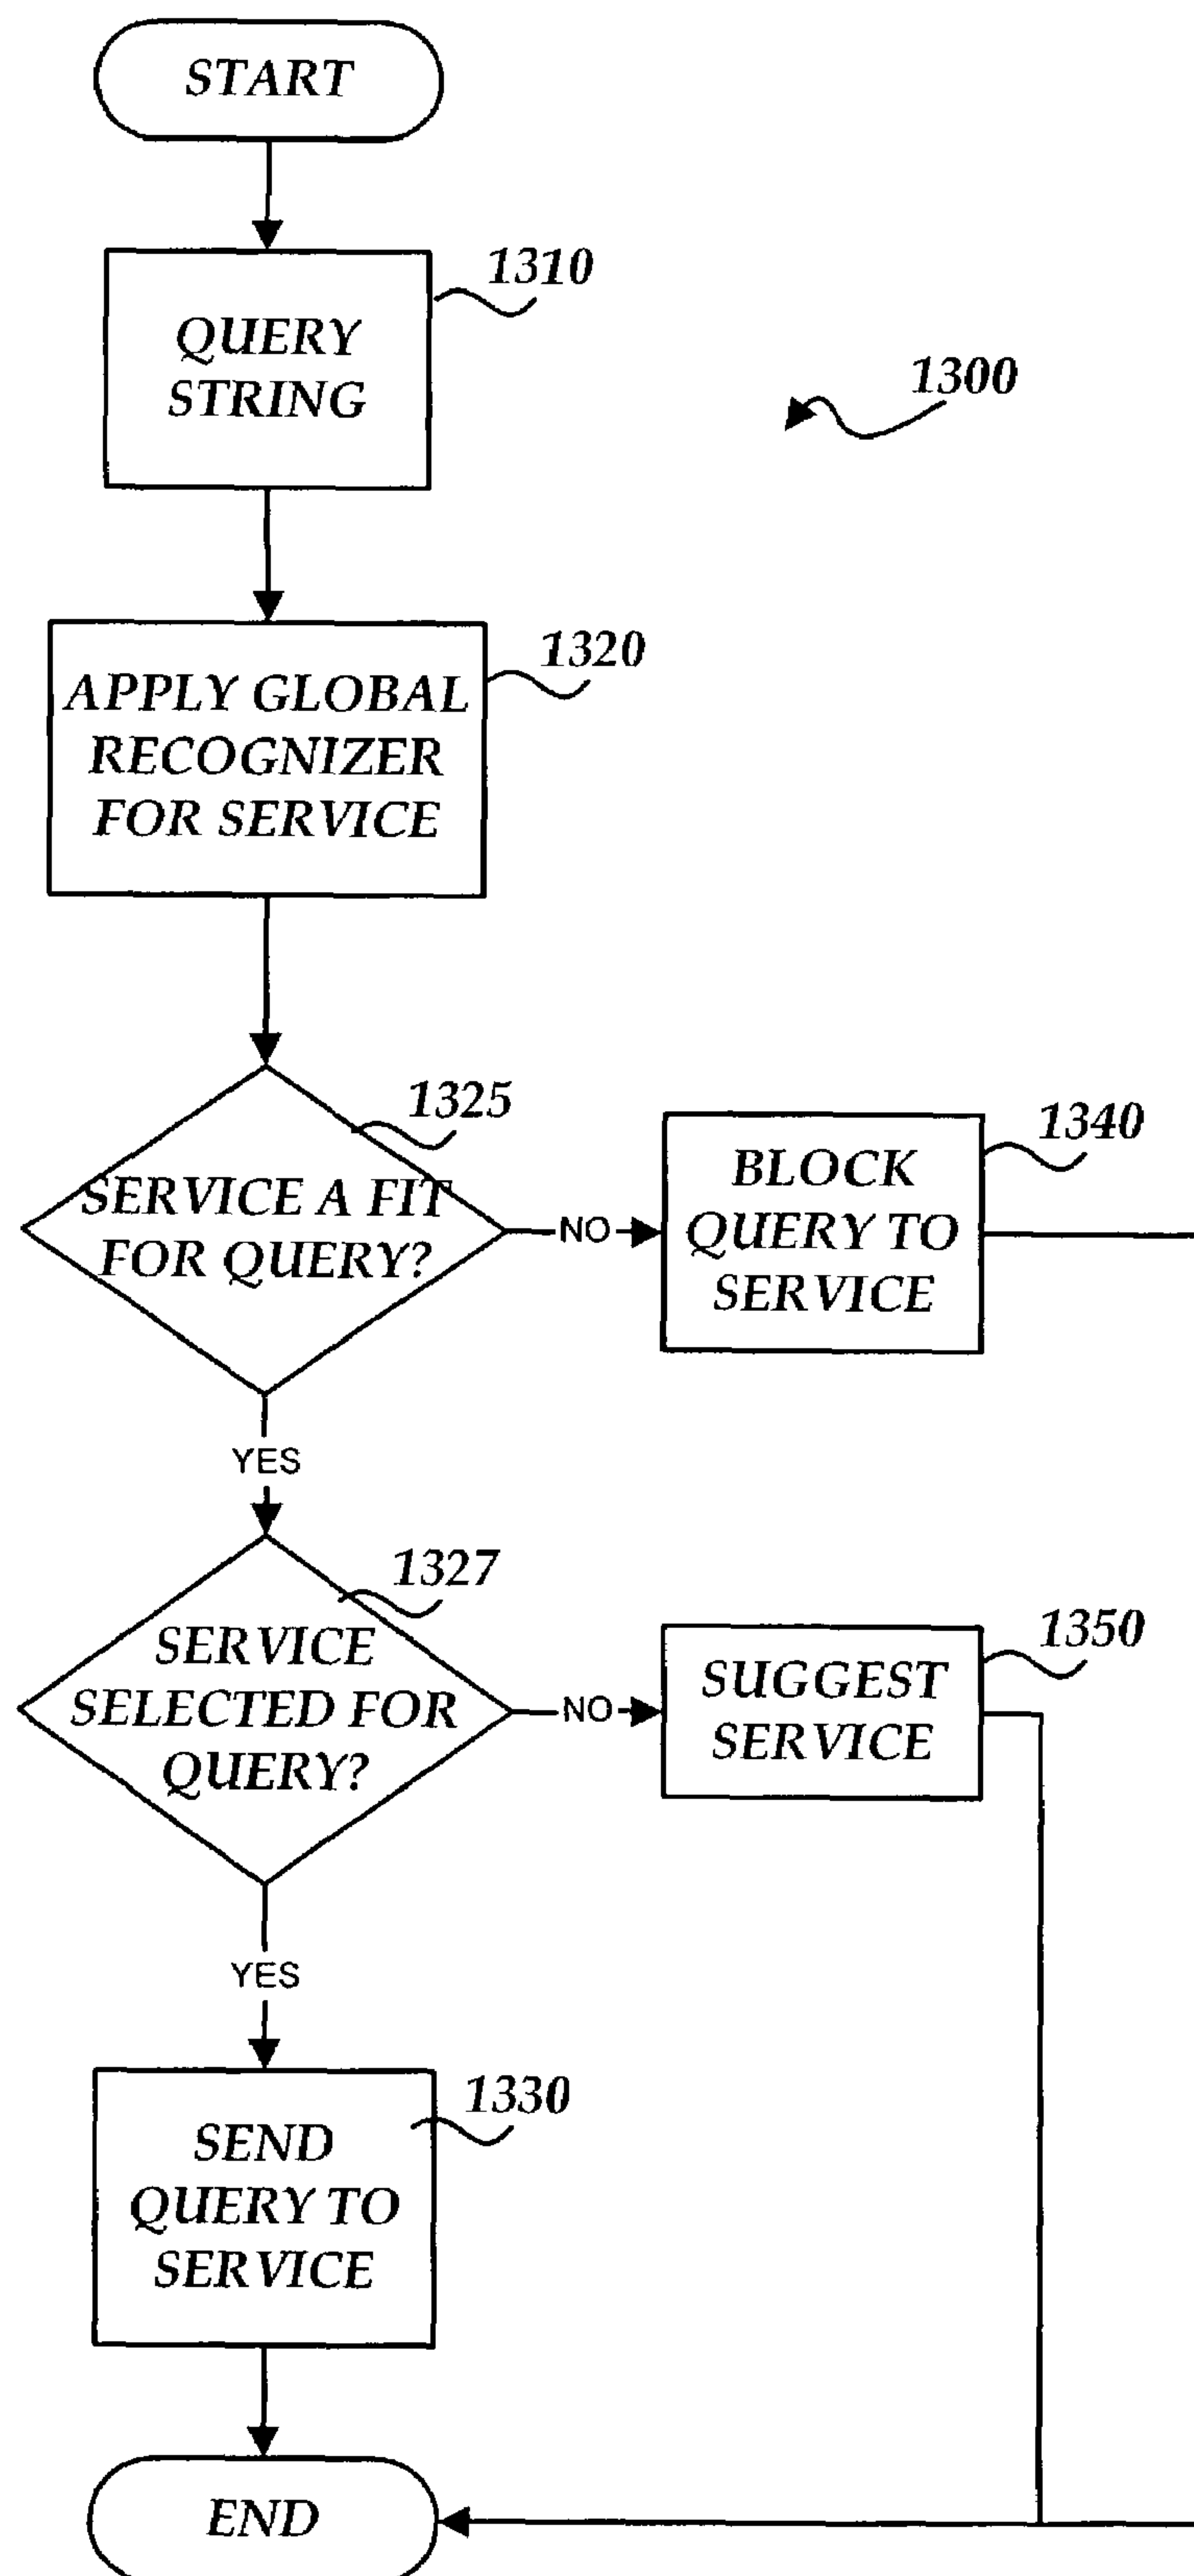 START
1310
QUERY
STRING
1300
1320
APPLY GLOBAL
RECOGNIZER
FOR SERVICE
1325
SERVICE A FIT
FOR QUERY?
NO
1340
BLOCK
QUERY TO
SERVICE
YES
1327
SERVICE
SELECTED FOR
QUERY?
NO
1350
SUGGEST
SERVICE
YES
1330
SEND
QUERY TO
SERVICE
END